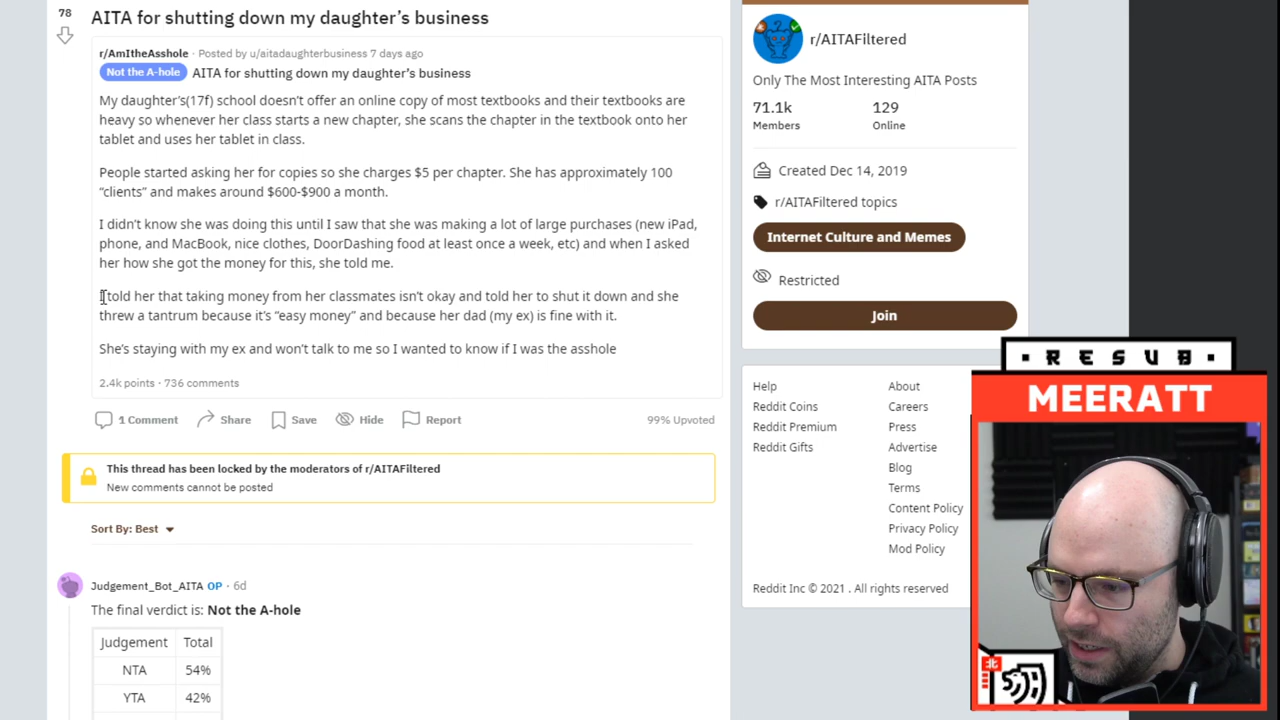 78
AITA for shutting down my daughter's business
r/AmItheAsshole · Posted by u/aitadaughterbusiness 7 days ago
Not the A-hole AITA for shutting down my daughter's business
My daughter's(17f) school doesn't offer an online copy of most textbooks and their textbooks are
heavy so whenever her class starts a new chapter, she scans the chapter in the textbook onto her
tablet and uses her tablet in class.
People started asking her for copies so she charges $5 per chapter. She has approximately 100
"clients" and makes around $600-$900 a month.
I didn't know she was doing this until I saw that she was making a lot of large purchases (new iPad,
phone, and MacBook, nice clothes, DoorDashing food at least once a week, etc) and when I asked
her how she got the money for this, she told me.
I told her that taking money from her classmates isn't okay and told her to shut it down and she
threw a tantrum because it's "easy money" and because her dad (my ex) is fine with it.
She's staying with my ex and won't talk to me so I wanted to know if I was the asshole
2.4k points · 736 comments
1 Comment Share Save Hide Report 99% Upvoted
This thread has been locked by the moderators of r/AITAFiltered
New comments cannot be posted
Sort By: Best
Judgement_Bot_AITA OP · 6d
The final verdict is: Not the A-hole
Judgement Total
NTA 54%
YTA 42%
r/AITAFiltered
Only The Most Interesting AITA Posts
71.1k 129
Members Online
Created Dec 14, 2019
r/AITAFiltered topics
Internet Culture and Memes
Restricted
Join
Help About
Reddit Coins Careers
Reddit Premium Press
Reddit Gifts Advertise
Blog
Terms
Content Policy
Privacy Policy
Mod Policy
Reddit Inc © 2021 . All rights reserved
RESUB
MEERATT
北